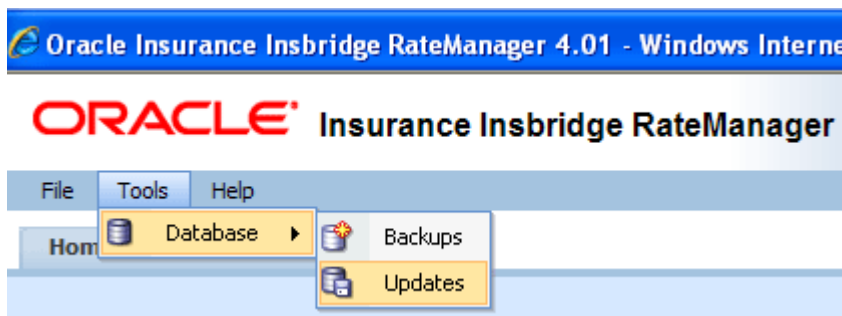 Oracle Insurance Insbridge RateManager 4.01 - Windows Interne
ORACLE Insurance Insbridge RateManager
File Tools Help
Hom Database Backups
Updates